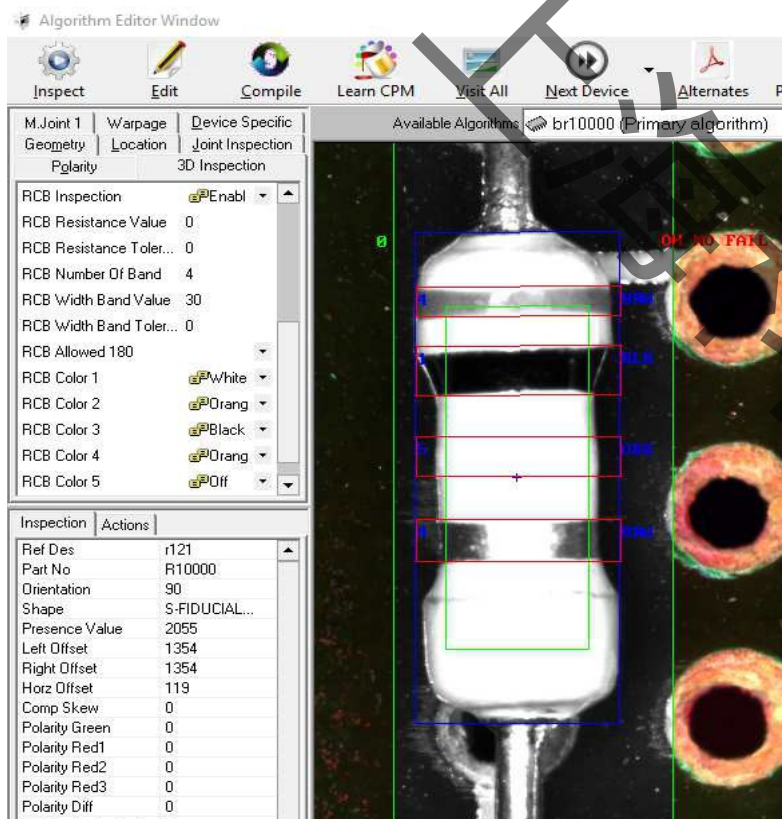 Algorithm Editor Window
Inspect Edit Compile Learn CPM Visit All Next Device Alternates P
M.Joint 1 Warpage Device Specific
Geometry Location Joint Inspection
Polarity 3D Inspection
Available Algorithms br10000 (Primary algorithm)
RCB Inspection Enabl
RCB Resistance Value 0
RCB Resistance Toler... 0
RCB Number Of Band 4
RCB Width Band Value 30
RCB Width Band Toler... 0
RCB Allowed 180
RCB Color 1 White
RCB Color 2 Orang
RCB Color 3 Black
RCB Color 4 Orang
RCB Color 5 Off
0
NO FAIL
Inspection Actions
Ref Des r121
Part No R10000
Orientation 90
Shape S-FIDUCIAL...
Presence Value 2055
Left Offset 1354
Right Offset 1354
Horz Offset 119
Comp Skew 0
Polarity Green 0
Polarity Red1 0
Polarity Red2 0
Polarity Red3 0
Polarity Diff 0